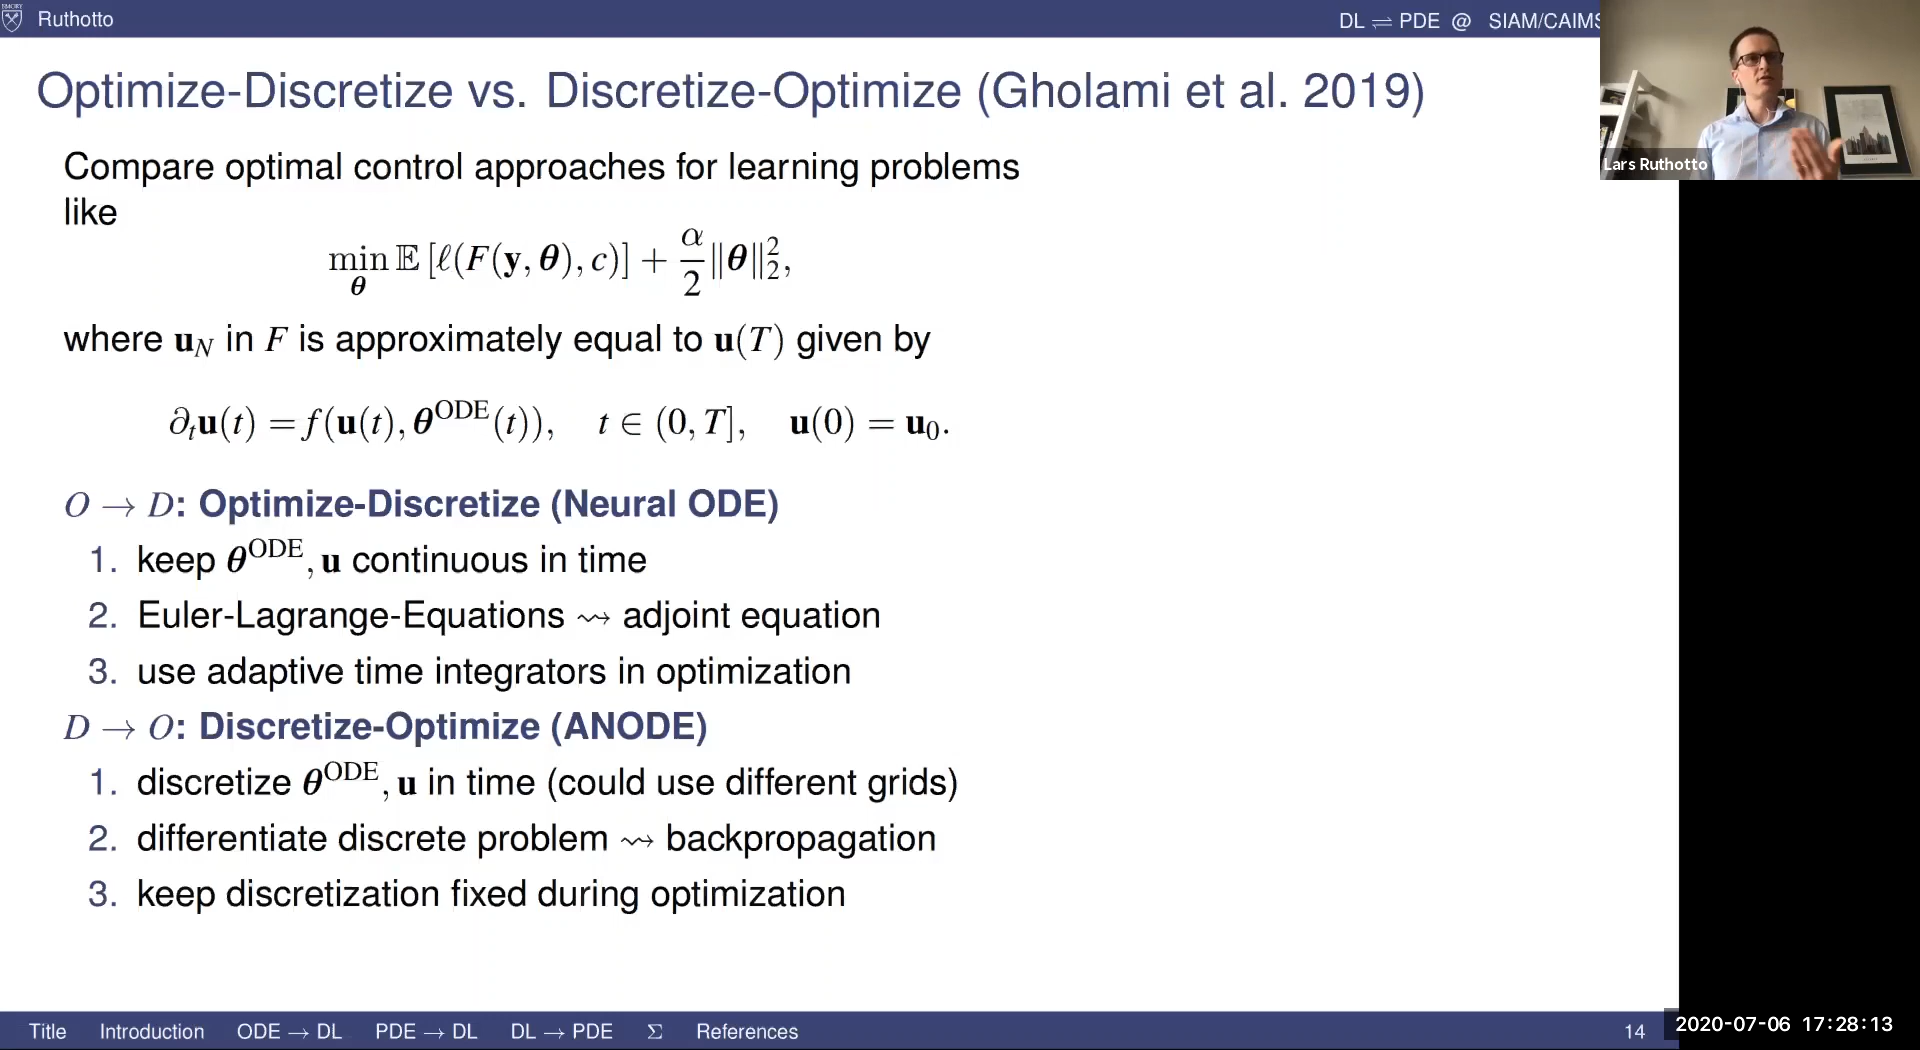 Ruthotto
DL ⇌ PDE @ SIAM/CAIMS
Optimize-Discretize vs. Discretize-Optimize (Gholami et al. 2019)
Compare optimal control approaches for learning problems
like
min_θ 𝔼 [ℓ(F(y, θ), c)] + α/2 ‖θ‖₂²,
where u_N in F is approximately equal to u(T) given by
∂ₜu(t) = f(u(t), θ^ODE(t)), t ∈ (0, T], u(0) = u₀.
O → D: Optimize-Discretize (Neural ODE)
1. keep θ^ODE, u continuous in time
2. Euler-Lagrange-Equations ⇝ adjoint equation
3. use adaptive time integrators in optimization
D → O: Discretize-Optimize (ANODE)
1. discretize θ^ODE, u in time (could use different grids)
2. differentiate discrete problem ⇝ backpropagation
3. keep discretization fixed during optimization
Lars Ruthotto
Title Introduction ODE → DL PDE → DL DL → PDE Σ References 14
2020-07-06 17:28:13